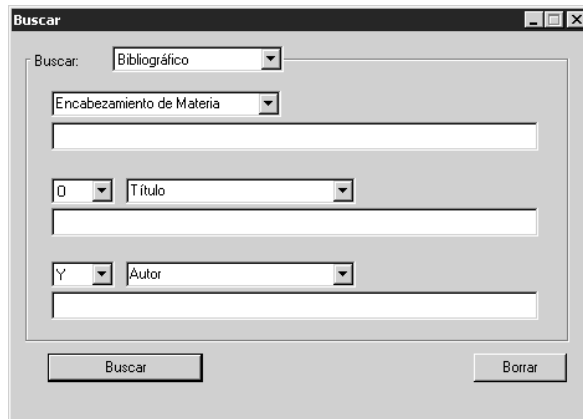 Buscar
Buscar: Bibliográfico
Encabezamiento de Materia
O Título
Y Autor
Buscar Borrar